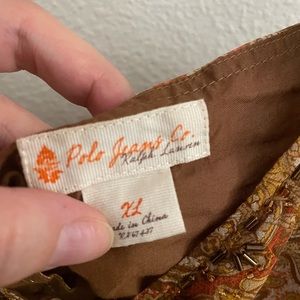 Polo Jeans Co.
Ralph Lauren
XL
Made in China